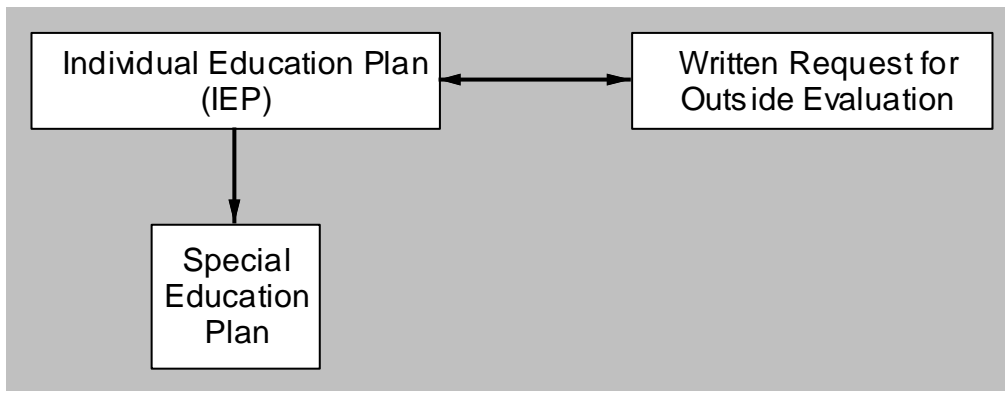 Individual Education Plan
(IEP)
Written Request for
Outside Evaluation
Special
Education
Plan